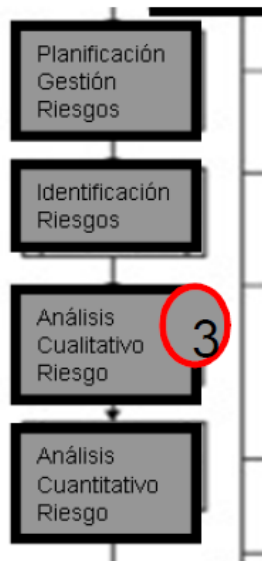 Planificación
Gestión
Riesgos
Identificación
Riesgos
Análisis
Cualitativo
Riesgo
3
Análisis
Cuantitativo
Riesgo